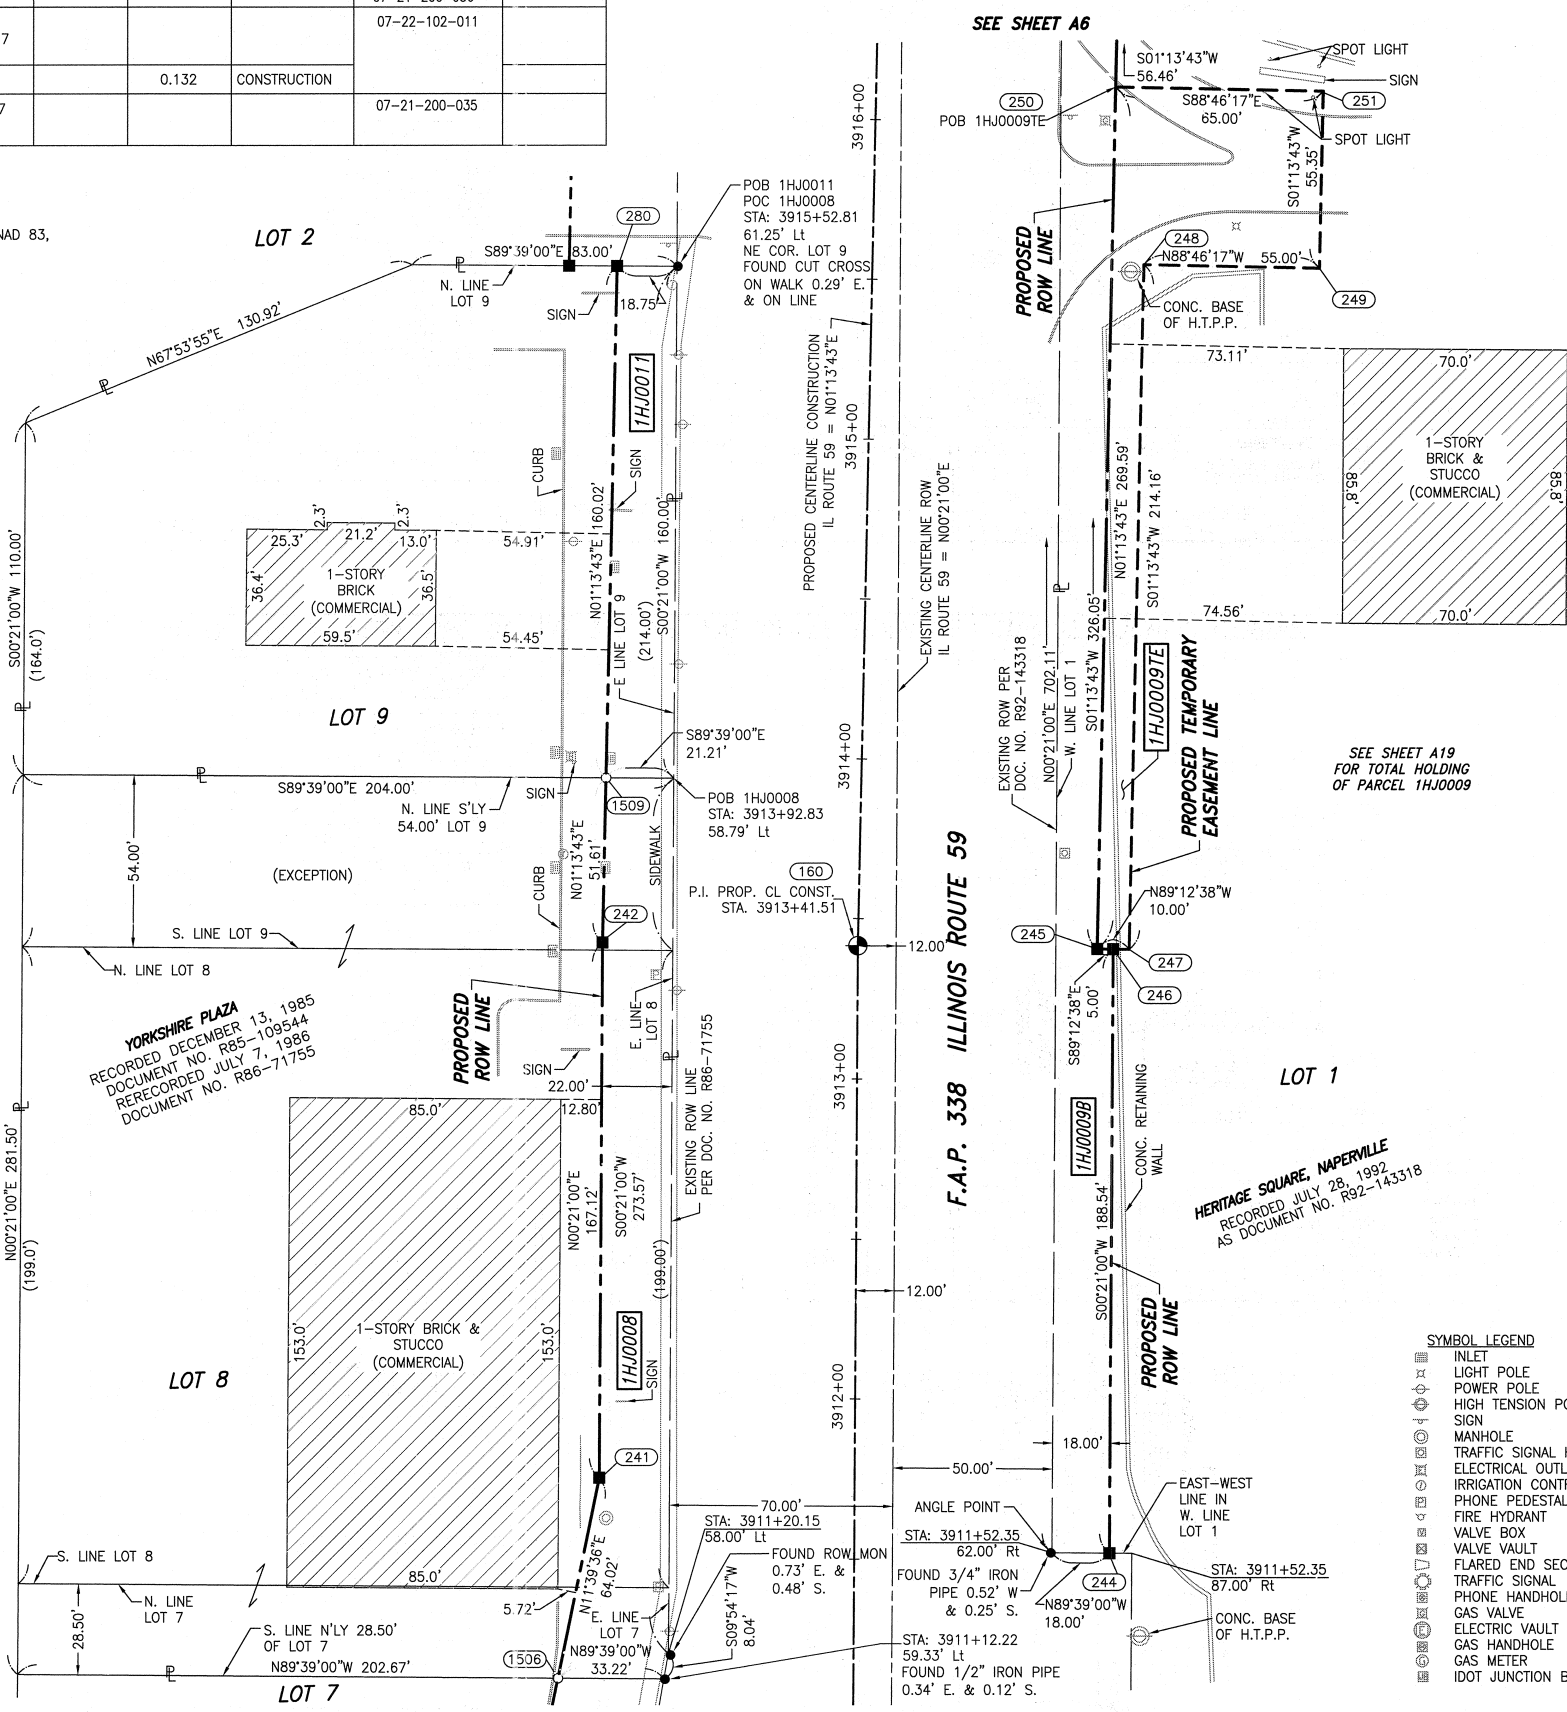 07-22-102-011
7
0.132 CONSTRUCTION
7
07-21-200-035
SEE SHEET A6
NAD 83,
LOT 2
S89°39'00"E 83.00'
280
N. LINE
LOT 9
SIGN
18.75'
N67°53'55"E 130.92'
POB 1HJ0011
POC 1HJ0008
STA: 3915+52.81
61.25' Lt
NE COR. LOT 9
FOUND CUT CROSS
ON WALK 0.29' E.
& ON LINE
3916+00
250
POB 1HJ0009TE
S01°13'43"W
56.46'
S88°46'17"E
65.00'
SPOT LIGHT
SIGN
251
SPOT LIGHT
S01°13'43"W
55.35'
PROPOSED
ROW LINE
248
N88°46'17"W 55.00'
249
CONC. BASE
OF H.T.P.P.
73.11'
70.0'
1-STORY
BRICK &
STUCCO
(COMMERCIAL)
85.8'
85.8'
74.56'
70.0'
1HJ0011
CURB
SIGN
PROPOSED CENTERLINE CONSTRUCTION
IL ROUTE 59 = N01°13'43"E
3915+00
EXISTING CENTERLINE ROW
IL ROUTE 59 = N00°21'00"E
N01°13'43"E 269.59'
S01°13'43"W 214.16'
S01°13'43"W 326.05'
N01°13'43"E 160.02'
S00°21'00"W 160.00'
E LINE LOT 9
(214.00')
2.3'
2.3'
25.3'
21.2'
13.0'
54.91'
36.4'
1-STORY
BRICK
(COMMERCIAL)
36.5'
59.5'
54.45'
S00°21'00"W 110.00'
(164.0')
LOT 9
S89°39'00"E
21.21'
S89°39'00"E 204.00'
SIGN
N. LINE S'LY
54.00' LOT 9
1509
POB 1HJ0008
STA: 3913+92.83
58.79' Lt
3914+00
EXISTING ROW PER
DOC. NO. R92-143318
N00°21'00"E 702.11'
W. LINE LOT 1
1HJ0009TE
PROPOSED TEMPORARY
EASEMENT LINE
SEE SHEET A19
FOR TOTAL HOLDING
OF PARCEL 1HJ0009
54.00'
(EXCEPTION)
CURB
N01°13'43"E
51.61'
SIDEWALK
160
P.I. PROP. CL CONST.
STA. 3913+41.51
12.00'
N89°12'38"W
10.00'
245
247
246
S89°12'38"E
5.00'
242
S. LINE LOT 9
N. LINE LOT 8
YORKSHIRE PLAZA
RECORDED DECEMBER 13, 1985
DOCUMENT NO. R85-109544
RERECORDED JULY 7, 1986
DOCUMENT NO. R86-71755
PROPOSED
ROW LINE
E. LINE
LOT 8
SIGN
22.00'
EXISTING ROW LINE
PER DOC. NO. R86-71755
3913+00
F.A.P. 338 ILLINOIS ROUTE 59
LOT 1
1HJ0009B
CONC. RETAINING
WALL
HERITAGE SQUARE, NAPERVILLE
RECORDED JULY 28, 1992
AS DOCUMENT NO. R92-143318
N00°21'00"E 281.50'
(199.0')
85.0'
12.80'
N00°21'00"E
167.12'
S00°21'00"W
273.57'
(199.00')
12.00'
S00°21'00"W 188.54'
PROPOSED
ROW LINE
153.0'
1-STORY BRICK &
STUCCO
(COMMERCIAL)
153.0'
1HJ0008
SIGN
LOT 8
3912+00
241
18.00'
50.00'
70.00'
ANGLE POINT
EAST-WEST
LINE IN
W. LINE
LOT 1
STA: 3911+20.15
58.00' Lt
STA: 3911+52.35
62.00' Rt
STA: 3911+52.35
87.00' Rt
FOUND ROW MON
0.73' E. &
0.48' S.
FOUND 3/4" IRON
PIPE 0.52' W
& 0.25' S.
244
N89°39'00"W
18.00'
CONC. BASE
OF H.T.P.P.
S. LINE LOT 8
N. LINE
LOT 7
85.0'
5.72'
N11°39'36"E
64.02'
E. LINE
LOT 7
S09°54'17"W
8.04'
28.50'
S. LINE N'LY 28.50'
OF LOT 7
N89°39'00"W 202.67'
1506
N89°39'00"W
33.22'
STA: 3911+12.22
59.33' Lt
FOUND 1/2" IRON PIPE
0.34' E. & 0.12' S.
LOT 7
SYMBOL LEGEND
INLET
LIGHT POLE
POWER POLE
HIGH TENSION PO
SIGN
MANHOLE
TRAFFIC SIGNAL H
ELECTRICAL OUTL
IRRIGATION CONTR
PHONE PEDESTAL
FIRE HYDRANT
VALVE BOX
VALVE VAULT
FLARED END SEC
TRAFFIC SIGNAL
PHONE HANDHOL
GAS VALVE
ELECTRIC VAULT
GAS HANDHOLE
GAS METER
IDOT JUNCTION B